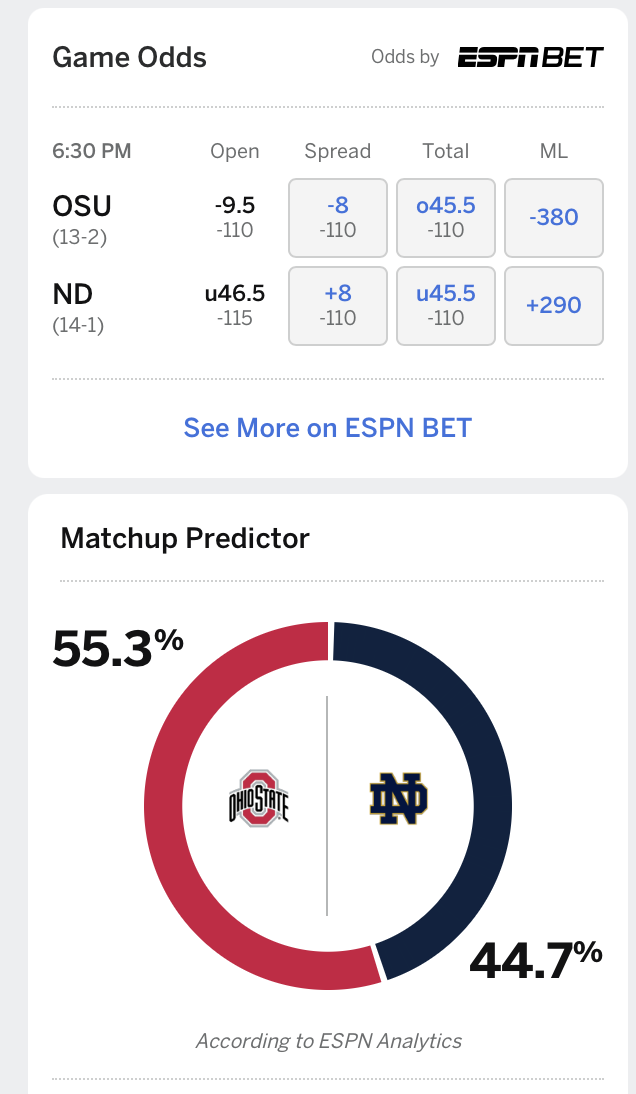 Game Odds Odds by ESPN BET
6:30 PM Open Spread Total ML
OSU -9.5 -8 o45.5 -380
(13-2) -110 -110 -110
ND u46.5 +8 u45.5 +290
(14-1) -115 -110 -110
See More on ESPN BET
Matchup Predictor
55.3%
OHIO STATE ND
44.7%
According to ESPN Analytics